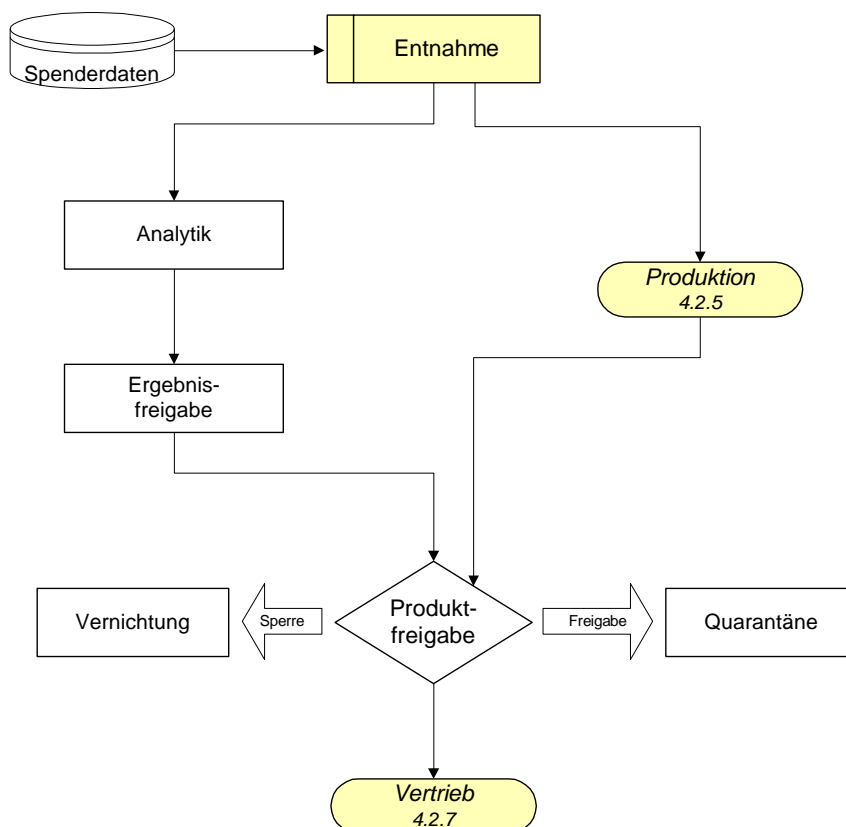 Spenderdaten
Entnahme
Analytik
Produktion
4.2.5
Ergebnis-
freigabe
Vernichtung
Sperre
Produkt-
freigabe
Freigabe
Quarantäne
Vertrieb
4.2.7